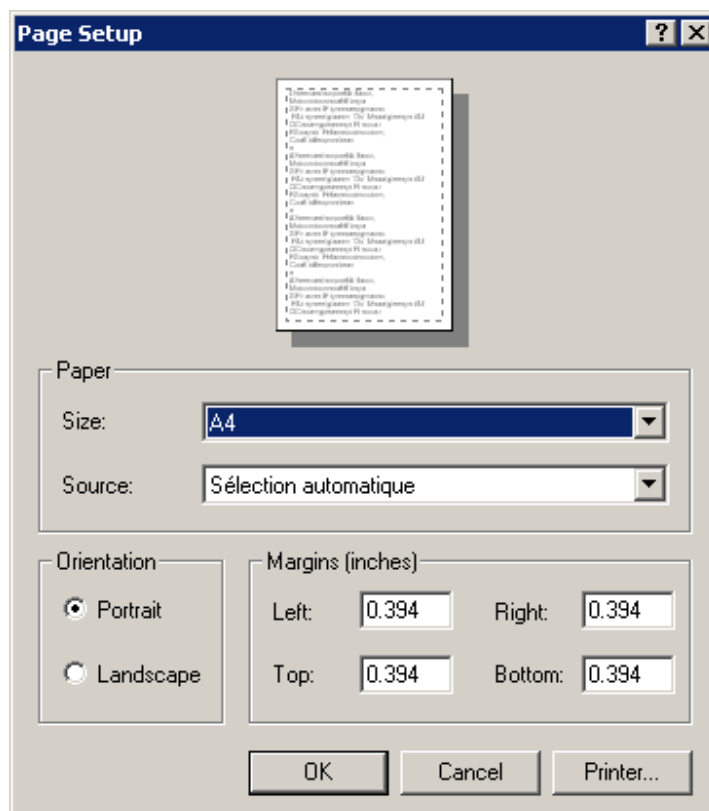 Page Setup
Paper
Size: A4
Source: Sélection automatique
Orientation
Portrait
Landscape
Margins (inches)
Left: 0.394 Right: 0.394
Top: 0.394 Bottom: 0.394
OK Cancel Printer...